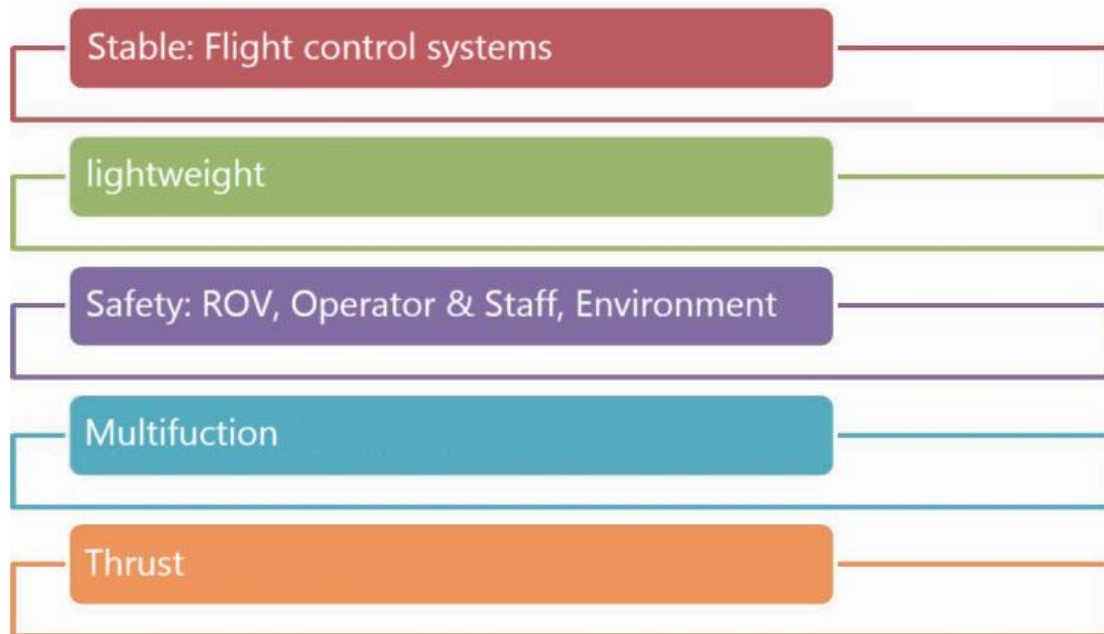 Stable: Flight control systems
lightweight
Safety: ROV, Operator & Staff, Environment
Multifuction
Thrust